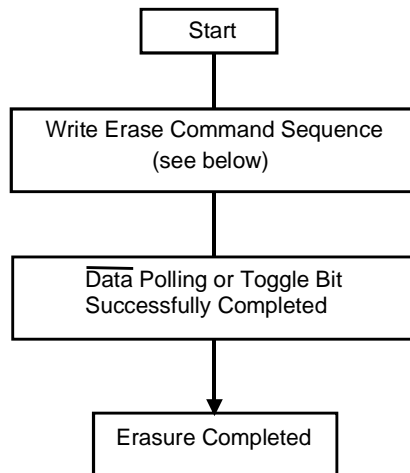 Start
Write Erase Command Sequence
(see below)
Data Polling or Toggle Bit
Successfully Completed
Erasure Completed